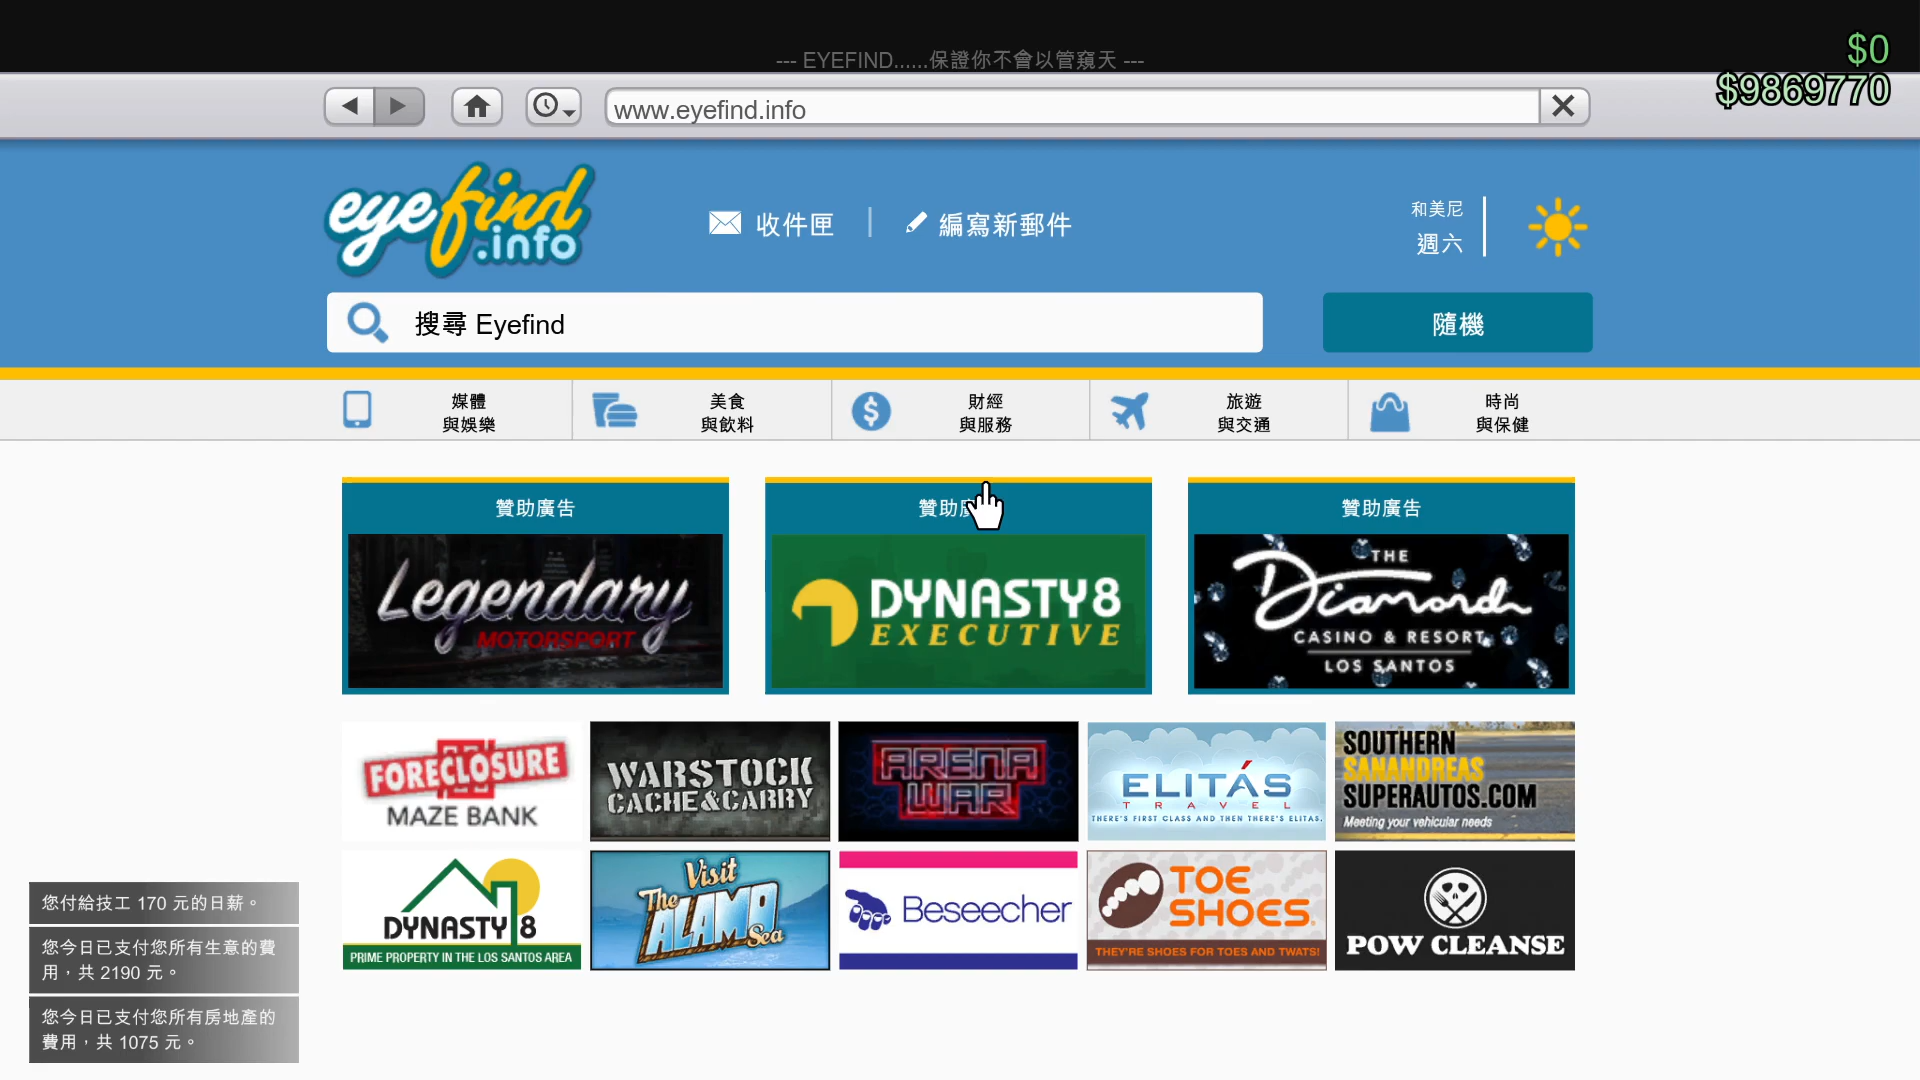 --- EYEFIND......保證你不會以管窺天 ---
$0
$9869770
www.eyefind.info
eyefind
.info
收件匣
編寫新郵件
和美尼
週六
搜尋 Eyefind
隨機
媒體
與娛樂
美食
與飲料
財經
與服務
旅遊
與交通
時尚
與保健
贊助廣告
Legendary
MOTORSPORT
贊助
DYNASTY8
EXECUTIVE
贊助廣告
THE
Diamond
CASINO & RESORT
LOS SANTOS
FORECLOSURE
MAZE BANK
WARSTOCK
CACHE&CARRY
ARENA
WAR
ELITÁS
TRAVEL
THERE'S FIRST CLASS AND THEN THERE'S ELITAS.
SOUTHERN
SANANDREAS
SUPERAUTOS.COM
Meeting your vehicular needs
DYNASTY 8
PRIME PROPERTY IN THE LOS SANTOS AREA
Visit
The
ALAMO
Sea
Beseecher
TOE
SHOES
THEY'RE SHOES FOR TOES AND TWATS!
POW CLEANSE
您付給技工 170 元的日薪。
您今日已支付您所有生意的費
用，共 2190 元。
您今日已支付您所有房地產的
費用，共 1075 元。